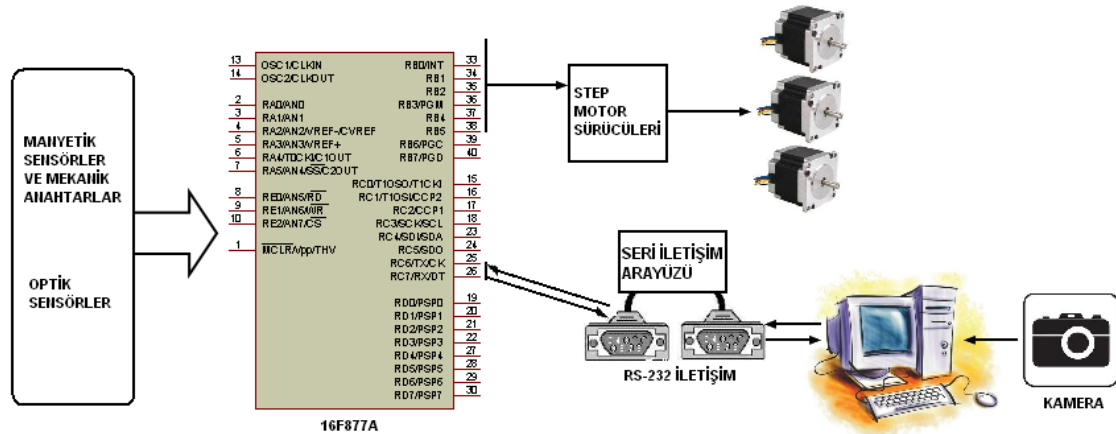 MANYETİK
SENSÖRLER
VE MEKANİK
ANAHTARLAR
OPTİK
SENSÖRLER
13 OSC1/CLKIN
14 OSC2/CLKOUT
2 RA0/AN0
3 RA1/AN1
4 RA2/AN2/VREF-/CVREF
5 RA3/AN3/VREF+
6 RA4/T0CKI/C1OUT
7 RA5/AN4/SS/C2OUT
8 RE0/AN5/RD
9 RE1/AN6/WR
10 RE2/AN7/CS
1 MCLR/Vpp/THV
RB0/INT 33
RB1 34
RB2 35
RB3/PGM 36
RB4 37
RB5 38
RB6/PGC 39
RB7/PGD 40
RC0/T1OSO/T1CKI 15
RC1/T1OSI/CCP2 16
RC2/CCP1 17
RC3/SCK/SCL 18
RC4/SDI/SDA 23
RC5/SDO 24
RC6/TX/CK 25
RC7/RX/DT 26
RD0/PSP0 19
RD1/PSP1 20
RD2/PSP2 21
RD3/PSP3 22
RD4/PSP4 27
RD5/PSP5 28
RD6/PSP6 29
RD7/PSP7 30
16F877A
STEP
MOTOR
SÜRÜCÜLERİ
SERİ İLETİŞİM
ARAYÜZÜ
RS-232 İLETİŞİM
KAMERA